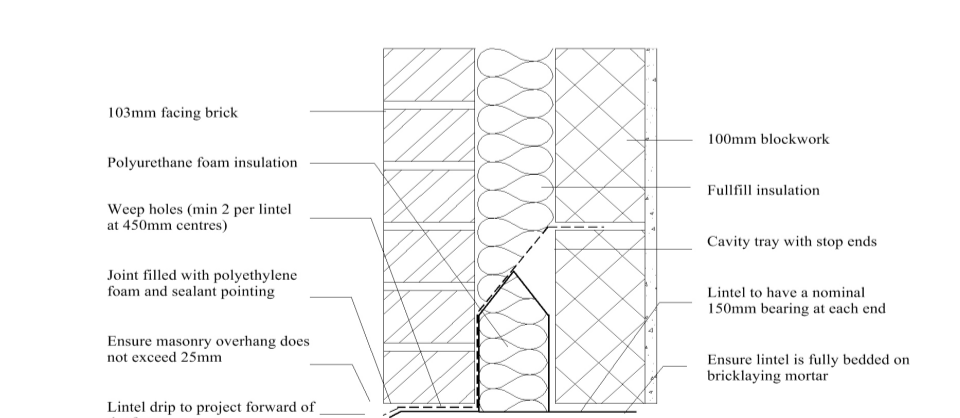 103mm facing brick
Polyurethane foam insulation
Weep holes (min 2 per lintel
at 450mm centres)
Joint filled with polyethylene
foam and sealant pointing
Ensure masonry overhang does
not exceed 25mm
Lintel drip to project forward of
100mm blockwork
Fullfill insulation
Cavity tray with stop ends
Lintel to have a nominal
150mm bearing at each end
Ensure lintel is fully bedded on
bricklaying mortar